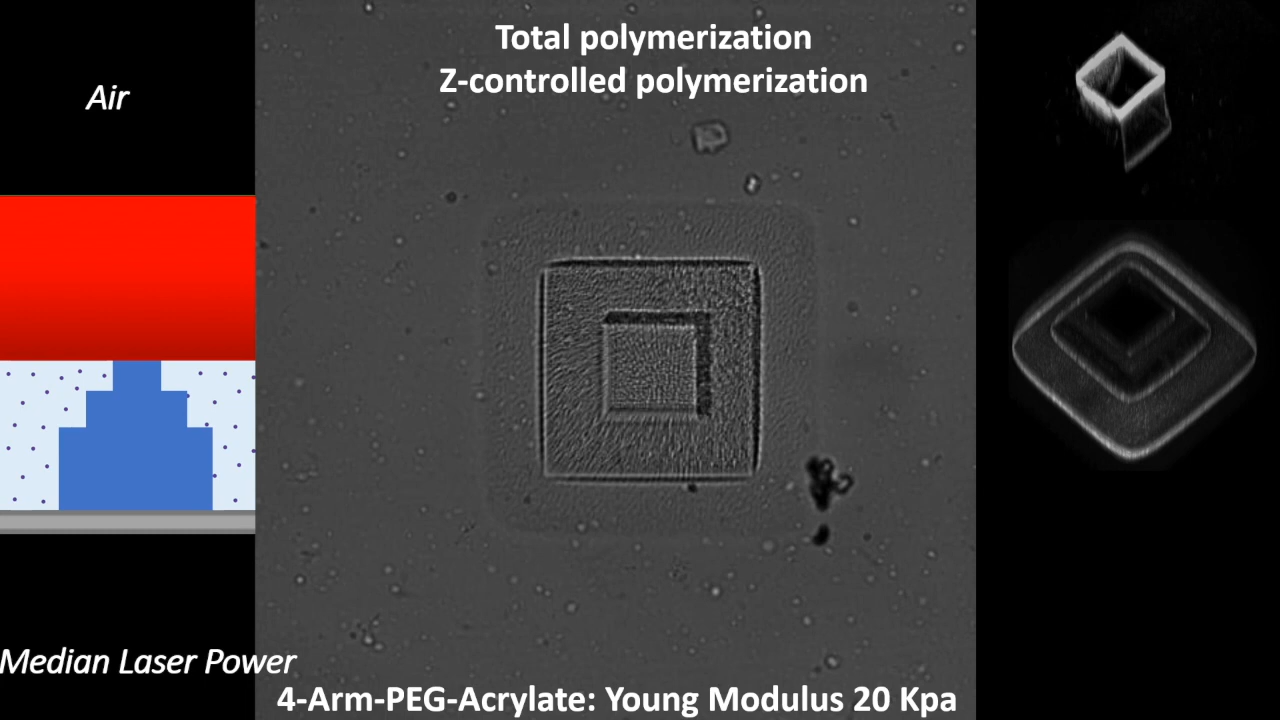 Total polymerization
Z-controlled polymerization
Air
Median Laser Power
4-Arm-PEG-Acrylate: Young Modulus 20 Kpa